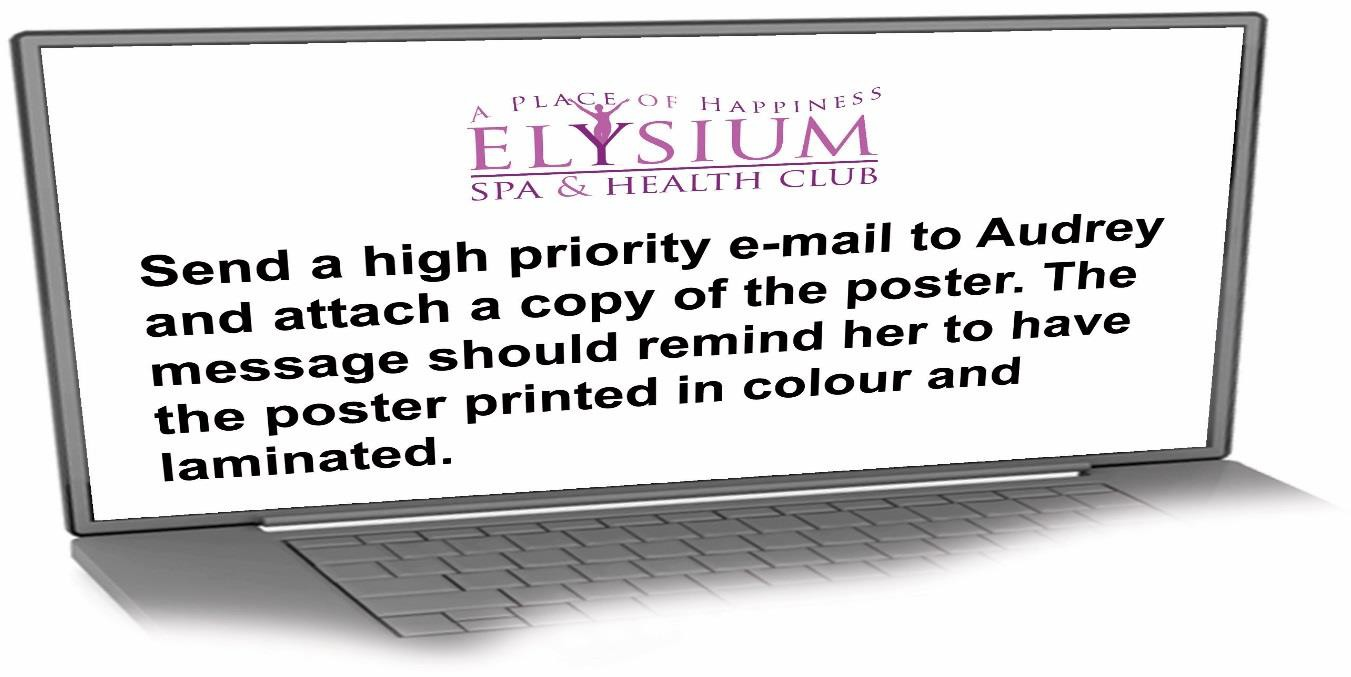 A PLACE OF HAPPINESS
ELYSIUM
SPA & HEALTH CLUB
Send a high priority e-mail to Audrey
and attach a copy of the poster. The
message should remind her to have
the poster printed in colour and
laminated.